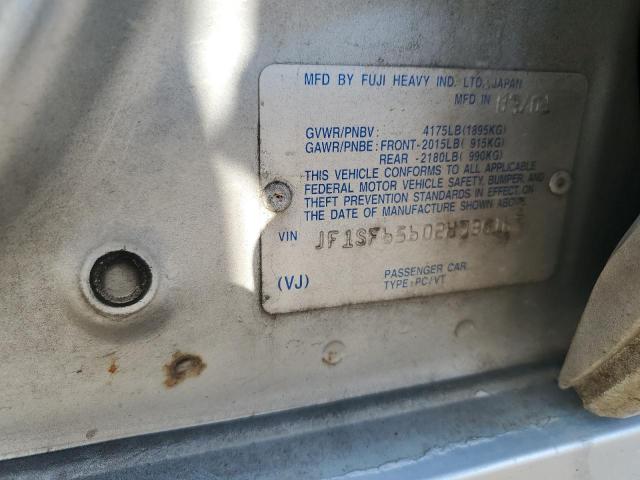 MFD BY FUJI HEAVY IND. LTD. JAPAN
MFD IN
GVWR/PNBV: 4175LB(1895KG)
GAWR/PNBE: FRONT-2015LB( 915KG)
REAR -2180LB( 990KG)
THIS VEHICLE CONFORMS TO ALL APPLICABLE
FEDERAL MOTOR VEHICLE SAFETY, BUMPER, AND
THEFT PREVENTION STANDARDS IN EFFECT ON
THE DATE OF MANUFACTURE SHOWN ABOVE.
VIN
(VJ) PASSENGER CAR
TYPE: PC/VT